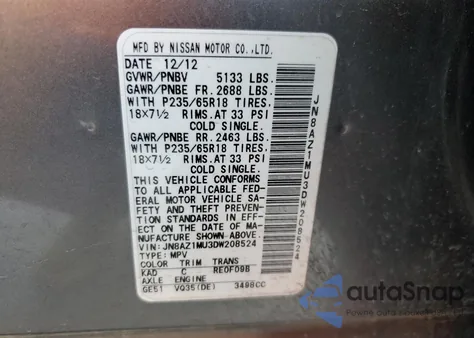 MFD BY NISSAN MOTOR CO.,LTD.
DATE 12/12
GVWR/PNBV 5133 LBS.
GAWR/PNBE FR. 2688 LBS.
WITH P235/65R18 TIRES.
18X7½ RIMS.AT 33 PSI
COLD SINGLE.
GAWR/PNBE RR. 2463 LBS.
WITH P235/65R18 TIRES.
18X7½ RIMS.AT 33 PSI
COLD SINGLE.
THIS VEHICLE CONFORMS
TO ALL APPLICABLE FED-
ERAL MOTOR VEHICLE SA-
FETY AND THEFT PREVEN-
TION STANDARDS IN EFF-
ECT ON THE DATE OF MA-
NUFACTURE SHOWN ABOVE.
VIN: JN8AZ1MU3DW208524
TYPE: MPV
COLOR TRIM TRANS
KAD C RE0F09B
AXLE ENGINE
GE51 VQ35(DE) 3498CC
JN8AZ1MU3DW208524
autoSnap
www.autosnap